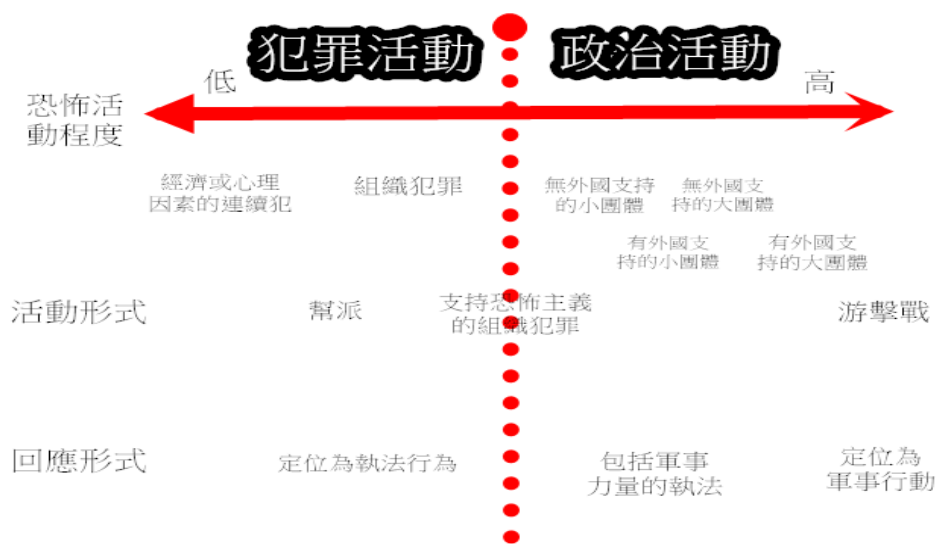 犯罪活動
政治活動
低
高
恐怖活
動程度
經濟或心理
因素的連續犯
組織犯罪
無外國支持
的小團體
無外國支
持的大團體
有外國支
持的小團體
有外國支
持的大團體
活動形式
幫派
支持恐怖主義
的組織犯罪
游擊戰
回應形式
定位為執法行為
包括軍事
力量的執法
定位為
軍事行動